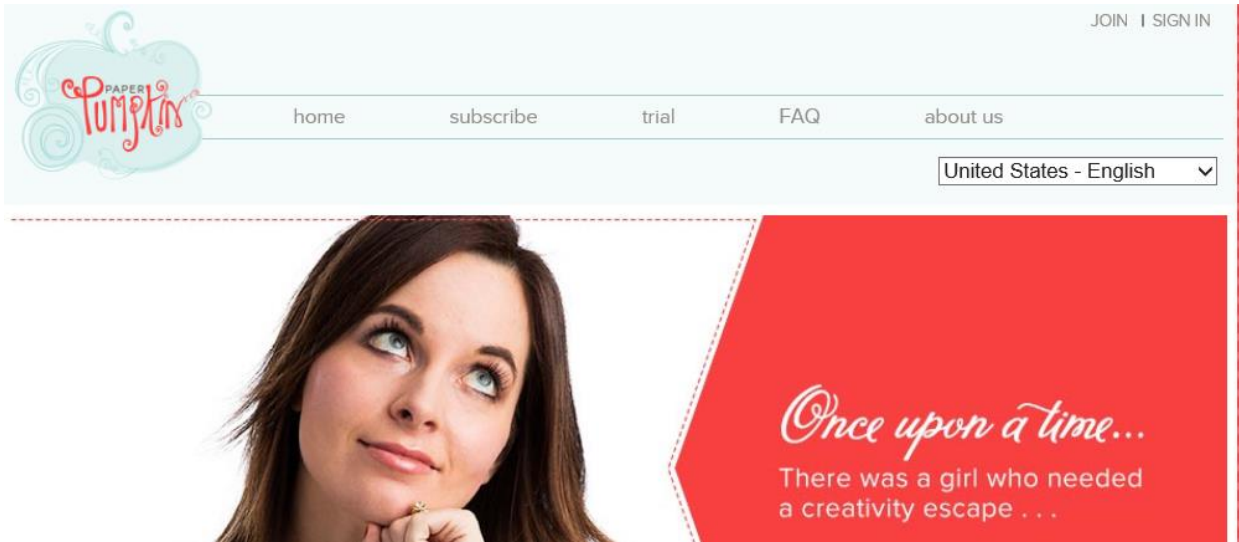 JOIN I SIGN IN
PAPER
Pumpkin
home subscribe trial FAQ about us
United States - English
Once upon a time...
There was a girl who needed
a creativity escape . . .